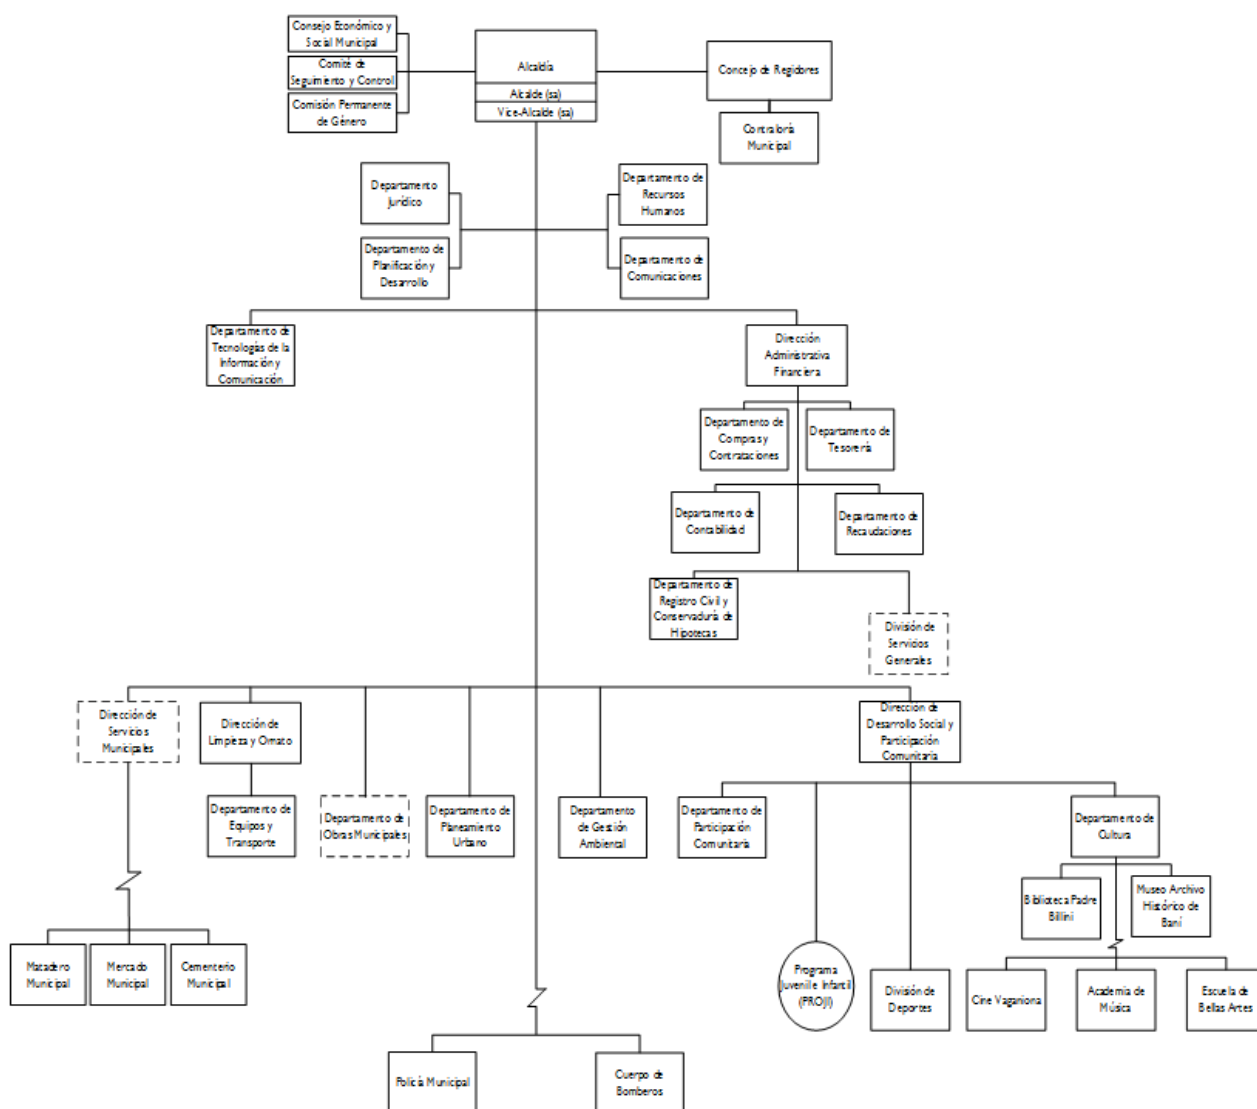 Consejo Económico y
Social Municipal
Comité de
Seguimiento y Control
Comisión Permanente
de Género
Alcaldía
Alcalde (sa)
Vice-Alcalde (sa)
Concejo de Regidores
Contraloría
Municipal
Departamento
Jurídico
Departamento de
Recursos
Humanos
Departamento de
Planificación y
Desarrollo
Departamento de
Comunicaciones
Departamento de
Tecnologías de la
Información y
Comunicación
Dirección
Administrativa
Financiera
Departamento de
Compras y
Contrataciones
Departamento de
Tesorería
Departamento de
Contabilidad
Departamento de
Recaudaciones
Departamento de
Registro Civil y
Conservaduría de
Hipotecas
División de
Servicios
Generales
Dirección de
Servicios
Municipales
Dirección de
Limpieza y Ornato
Dirección de
Desarrollo Social y
Participación
Comunitaria
Departamento de
Equipos y
Transporte
Departamento de
Obras Municipales
Departamento de
Planeamiento
Urbano
Departamento
de Gestión
Ambiental
Departamento de
Participación
Comunitaria
Departamento de
Cultura
Biblioteca Padre
Billini
Museo Archivo
Histórico de
Baní
Matadero
Municipal
Mercado
Municipal
Cementerio
Municipal
Programa
Juvenil e Infantil
(PROJI)
División de
Deportes
Cine Vaganiona
Academia de
Música
Escuela de
Bellas Artes
Policía Municipal
Cuerpo de
Bomberos